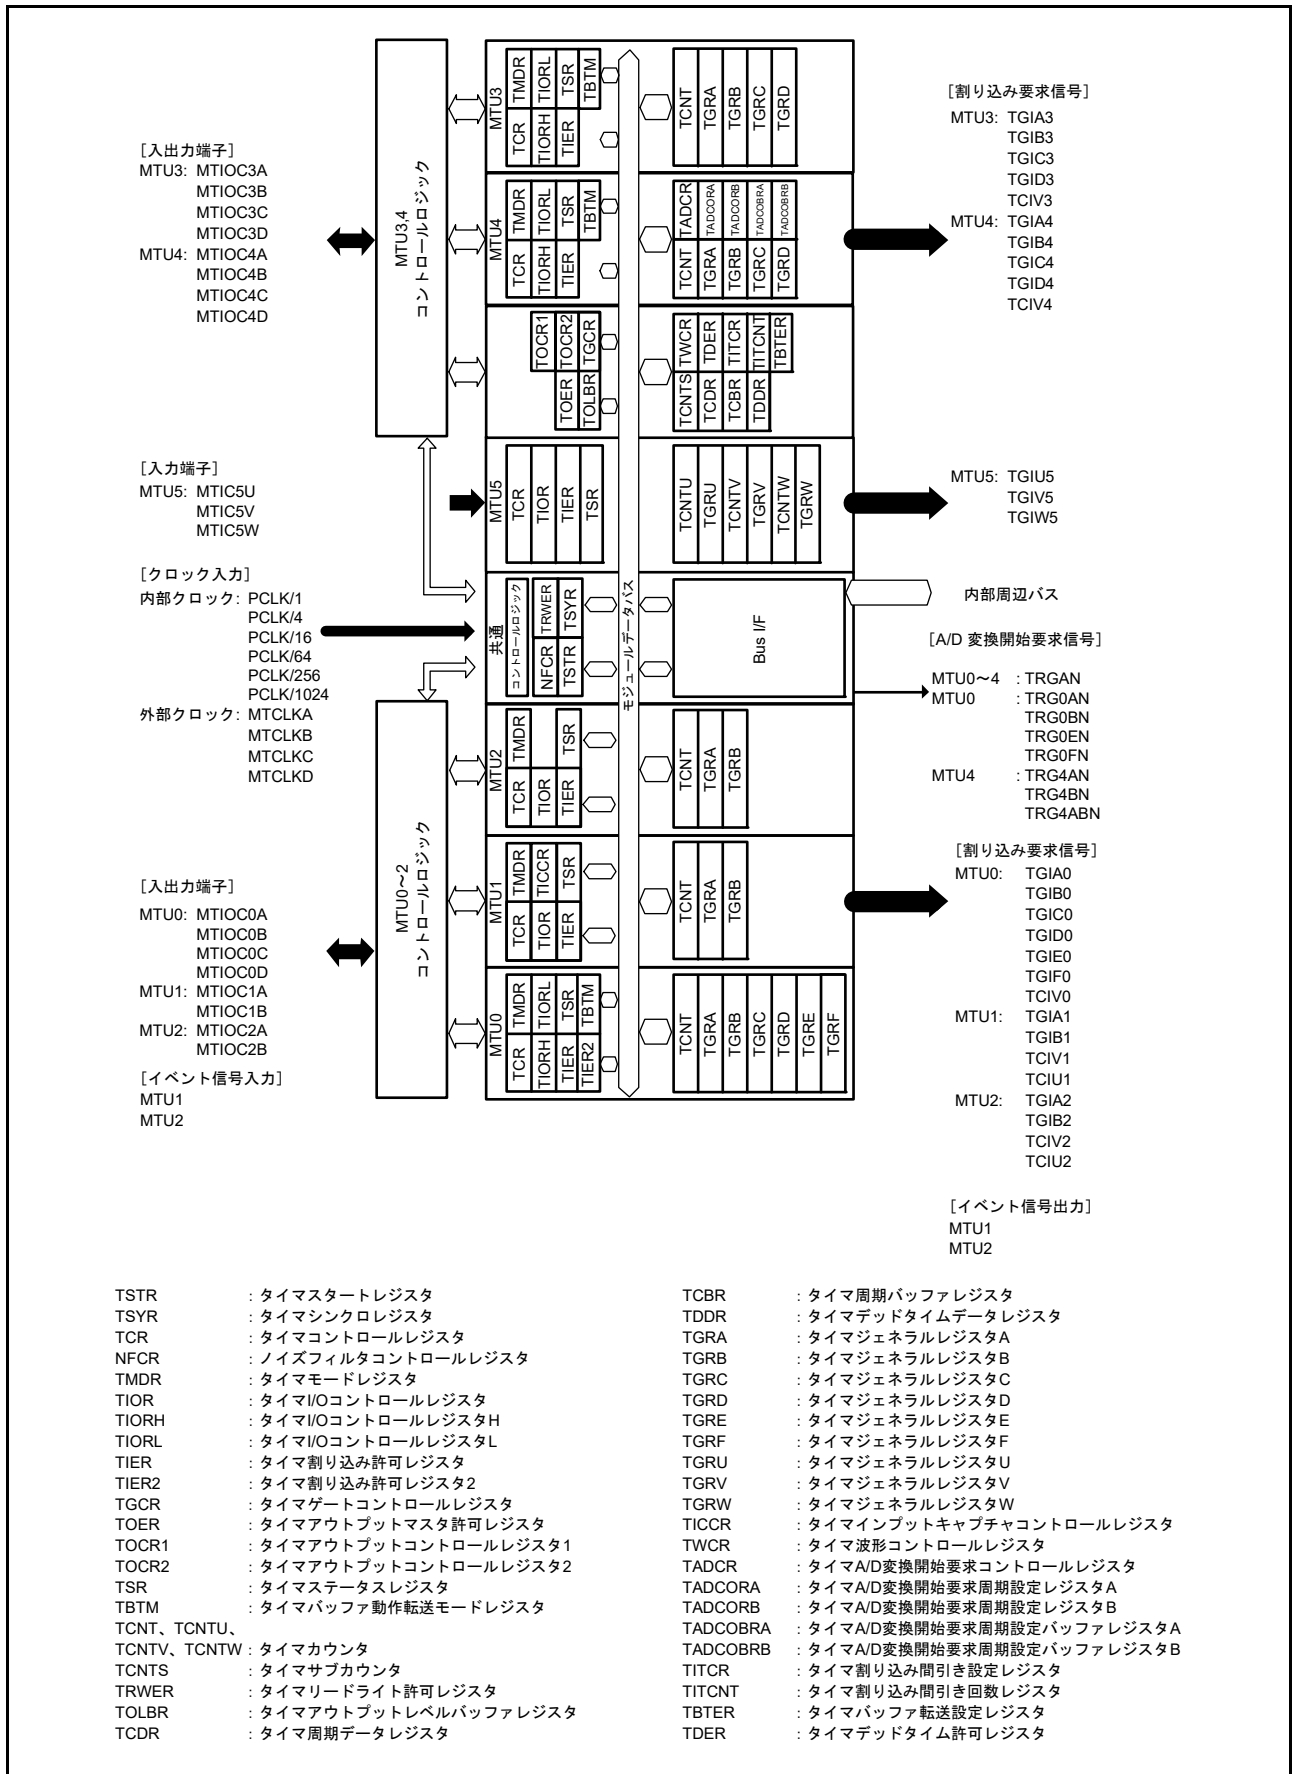 [入出力端子]
MTU3: MTIOC3A
MTIOC3B
MTIOC3C
MTIOC3D
MTU4: MTIOC4A
MTIOC4B
MTIOC4C
MTIOC4D
[入力端子]
MTU5: MTIC5U
MTIC5V
MTIC5W
[クロック入力]
内部クロック: PCLK/1
PCLK/4
PCLK/16
PCLK/64
PCLK/256
PCLK/1024
外部クロック: MTCLKA
MTCLKB
MTCLKC
MTCLKD
[入出力端子]
MTU0: MTIOC0A
MTIOC0B
MTIOC0C
MTIOC0D
MTU1: MTIOC1A
MTIOC1B
MTU2: MTIOC2A
MTIOC2B
[イベント信号入力]
MTU1
MTU2
MTU3,4
コントロールロジック
MTU0~2
コントロールロジック
MTU3
TMDR
TIORL
TSR
TBTM
TCR
TIORH
TIER
TCNT
TGRA
TGRB
TGRC
TGRD
MTU4
TMDR
TIORL
TSR
TBTM
TCR
TIORH
TIER
TADCR
TADCORA
TADCORB
TADCOBRA
TADCOBRB
TCNT
TGRA
TGRB
TGRC
TGRD
TOCR1
TOCR2
TGCR
TOER
TOLBR
TWCR
TDER
TITCR
TITCNT
TBTER
TCNTS
TCDR
TCBR
TDDR
MTU5
TCR
TIOR
TIER
TSR
TCNTU
TGRU
TCNTV
TGRV
TCNTW
TGRW
共通
コントロールロジック
TRWER
TSYR
NFCR
TSTR
モジュールデータバス
Bus I/F
MTU2
TMDR
TSR
TCR
TIOR
TIER
TCNT
TGRA
TGRB
MTU1
TMDR
TICCR
TSR
TCR
TIOR
TIER
TCNT
TGRA
TGRB
MTU0
TMDR
TIORL
TSR
TBTM
TCR
TIORH
TIER
TIER2
TCNT
TGRA
TGRB
TGRC
TGRD
TGRE
TGRF
[割り込み要求信号]
MTU3: TGIA3
TGIB3
TGIC3
TGID3
TCIV3
MTU4: TGIA4
TGIB4
TGIC4
TGID4
TCIV4
MTU5: TGIU5
TGIV5
TGIW5
内部周辺バス
[A/D 変換開始要求信号]
MTU0~4 : TRGAN
MTU0 : TRG0AN
TRG0BN
TRG0EN
TRG0FN
MTU4 : TRG4AN
TRG4BN
TRG4ABN
[割り込み要求信号]
MTU0: TGIA0
TGIB0
TGIC0
TGID0
TGIE0
TGIF0
TCIV0
MTU1: TGIA1
TGIB1
TCIV1
TCIU1
MTU2: TGIA2
TGIB2
TCIV2
TCIU2
[イベント信号出力]
MTU1
MTU2
TSTR : タイマスタートレジスタ
TSYR : タイマシンクロレジスタ
TCR : タイマコントロールレジスタ
NFCR : ノイズフィルタコントロールレジスタ
TMDR : タイマモードレジスタ
TIOR : タイマI/Oコントロールレジスタ
TIORH : タイマI/OコントロールレジスタH
TIORL : タイマI/OコントロールレジスタL
TIER : タイマ割り込み許可レジスタ
TIER2 : タイマ割り込み許可レジスタ2
TGCR : タイマゲートコントロールレジスタ
TOER : タイマアウトプットマスタ許可レジスタ
TOCR1 : タイマアウトプットコントロールレジスタ1
TOCR2 : タイマアウトプットコントロールレジスタ2
TSR : タイマステータスレジスタ
TBTM : タイマバッファ動作転送モードレジスタ
TCNT、TCNTU、
TCNTV、TCNTW : タイマカウンタ
TCNTS : タイマサブカウンタ
TRWER : タイマリードライト許可レジスタ
TOLBR : タイマアウトプットレベルバッファレジスタ
TCDR : タイマ周期データレジスタ
TCBR : タイマ周期バッファレジスタ
TDDR : タイマデッドタイムデータレジスタ
TGRA : タイマジェネラルレジスタA
TGRB : タイマジェネラルレジスタB
TGRC : タイマジェネラルレジスタC
TGRD : タイマジェネラルレジスタD
TGRE : タイマジェネラルレジスタE
TGRF : タイマジェネラルレジスタF
TGRU : タイマジェネラルレジスタU
TGRV : タイマジェネラルレジスタV
TGRW : タイマジェネラルレジスタW
TICCR : タイマインプットキャプチャコントロールレジスタ
TWCR : タイマ波形コントロールレジスタ
TADCR : タイマA/D変換開始要求コントロールレジスタ
TADCORA : タイマA/D変換開始要求周期設定レジスタA
TADCORB : タイマA/D変換開始要求周期設定レジスタB
TADCOBRA : タイマA/D変換開始要求周期設定バッファレジスタA
TADCOBRB : タイマA/D変換開始要求周期設定バッファレジスタB
TITCR : タイマ割り込み間引き設定レジスタ
TITCNT : タイマ割り込み間引き回数レジスタ
TBTER : タイマバッファ転送設定レジスタ
TDER : タイマデッドタイム許可レジスタ